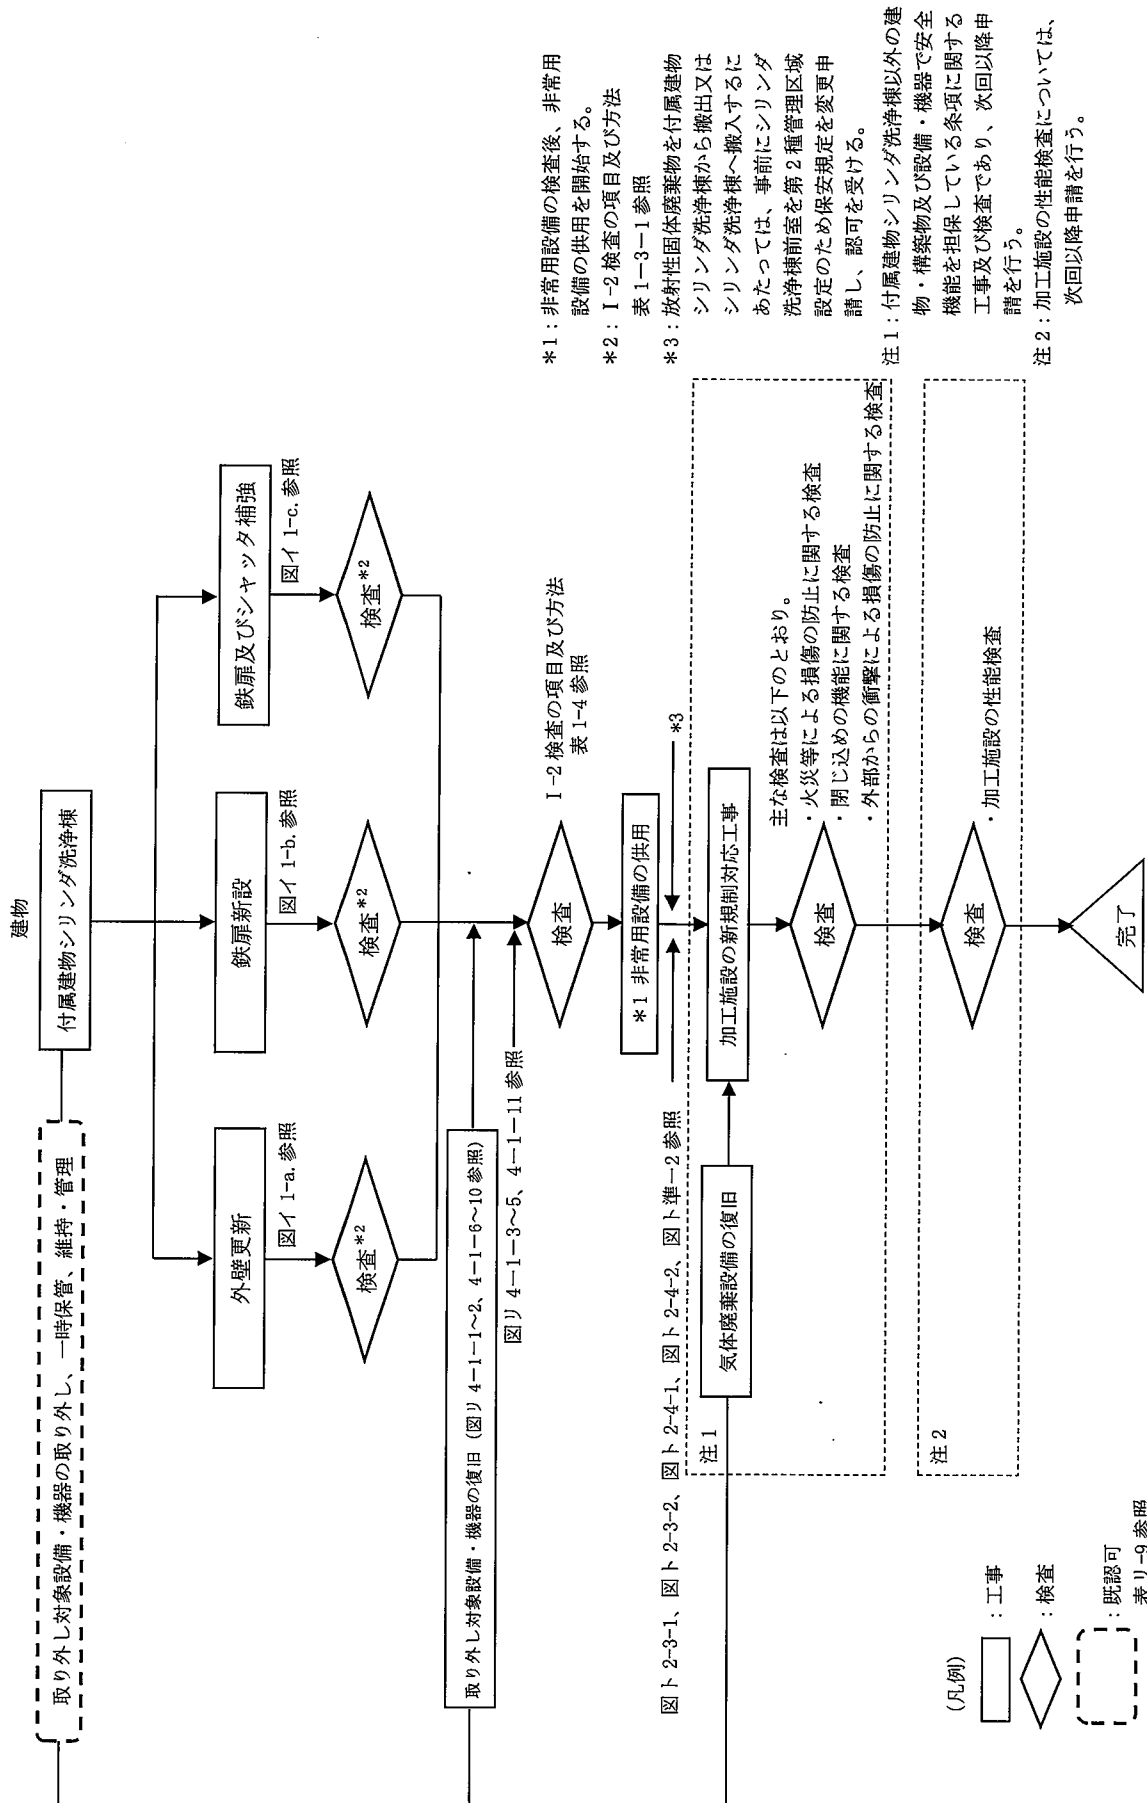 建物
取り外し対象設備・機器の取り外し、一時保管、維持・管理
付属建物シリンダ洗浄棟
外壁更新
鉄扉新設
鉄扉及びシャッタ補強
図イ 1-a. 参照
図イ 1-b. 参照
図イ 1-c. 参照
検査*2
検査*2
検査*2
取り外し対象設備・機器の復旧 (図リ 4-1-1~2、4-1-6~10 参照)
図リ 4-1-3~5、4-1-11 参照
検査
Ⅰ-2 検査の項目及び方法
表 1-4 参照
*1 非常用設備の供用
図ト 2-3-1、図ト 2-3-2、図ト 2-4-1、図ト 2-4-2、図ト準-2 参照
*3
注 1
気体廃棄設備の復旧
加工施設の新規制対応工事
検査
主な検査は以下のとおり。
・火災等による損傷の防止に関する検査
・閉じ込めの機能に関する検査
・外部からの衝撃による損傷の防止に関する検査
注 2
検査
・加工施設の性能検査
完了
*1:非常用設備の検査後、非常用
設備の供用を開始する。
*2:Ⅰ-2 検査の項目及び方法
表 1-3-1 参照
*3:放射性固体廃棄物を付属建物
シリンダ洗浄棟から搬出又は
シリンダ洗浄棟へ搬入するに
あたっては、事前にシリンダ
洗浄棟前室を第 2 種管理区域
設定のため保安規定を変更申
請し、認可を受ける。
注 1:付属建物シリンダ洗浄棟以外の建
物・構築物及び設備・機器で安全
機能を担保している条項に関する
工事及び検査であり、次回以降申
請を行う。
注 2:加工施設の性能検査については、
次回以降申請を行う。
(凡例)
:工事
:検査
:既認可
表リ-9 参照